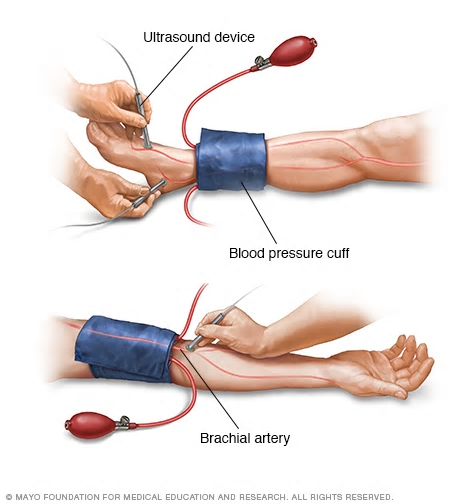 Ultrasound device
Blood pressure cuff
Brachial artery
© MAYO FOUNDATION FOR MEDICAL EDUCATION AND RESEARCH. ALL RIGHTS RESERVED.